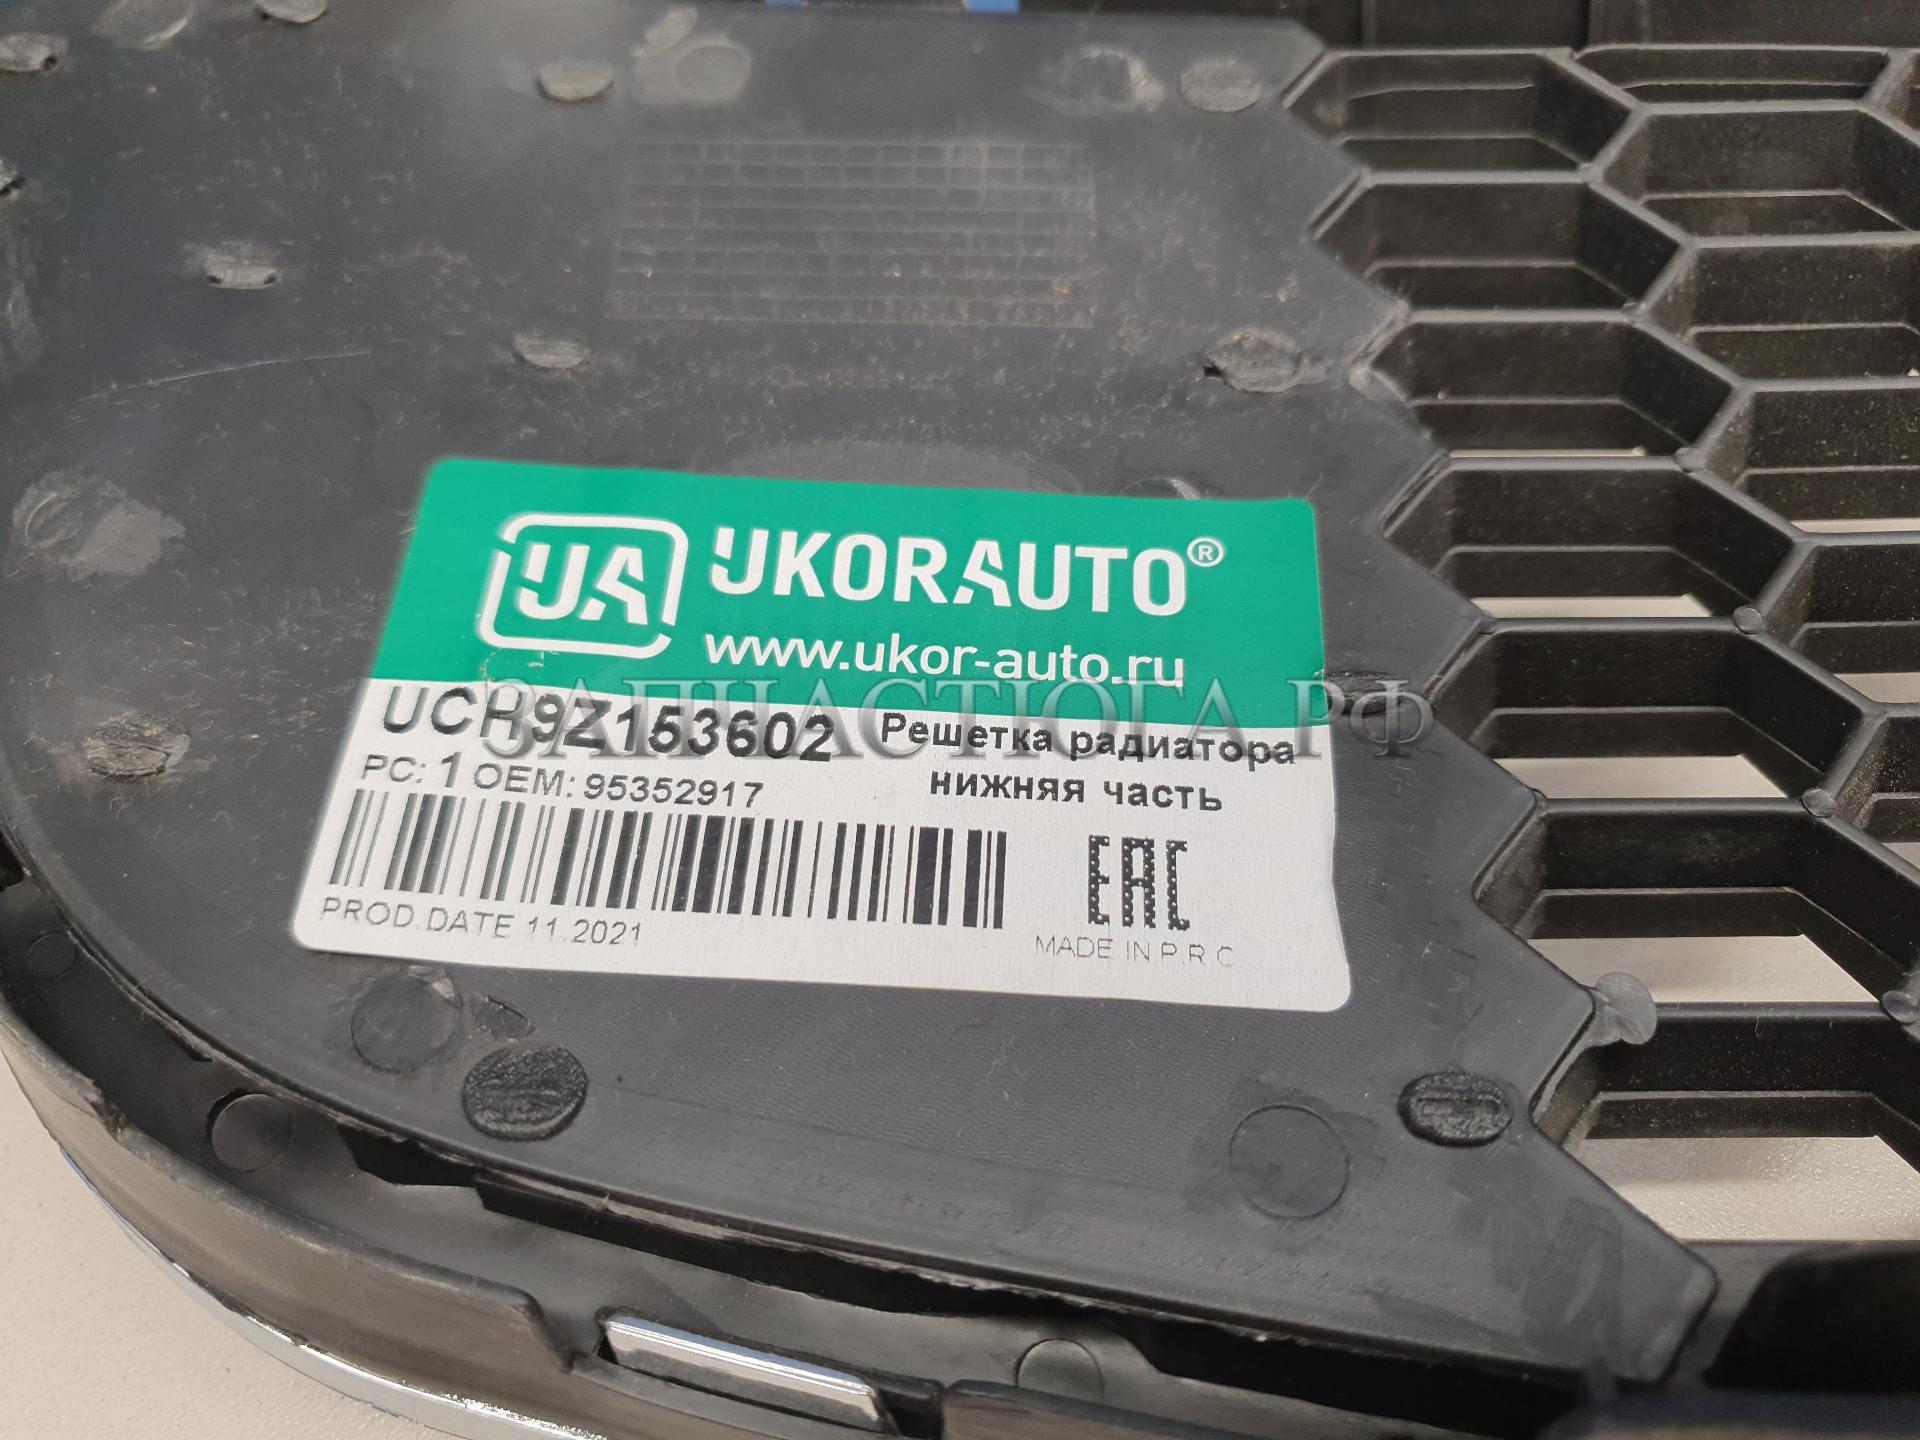 UA UKORAUTO®
www.ukor-auto.ru
ЗАПЧАСТЮГА.РФ
UCH9Z153602 Решетка радиатора
нижняя часть
PC: 1 OEM: 95352917
EAC
PROD.DATE 11.2021
MADE IN P.R.C